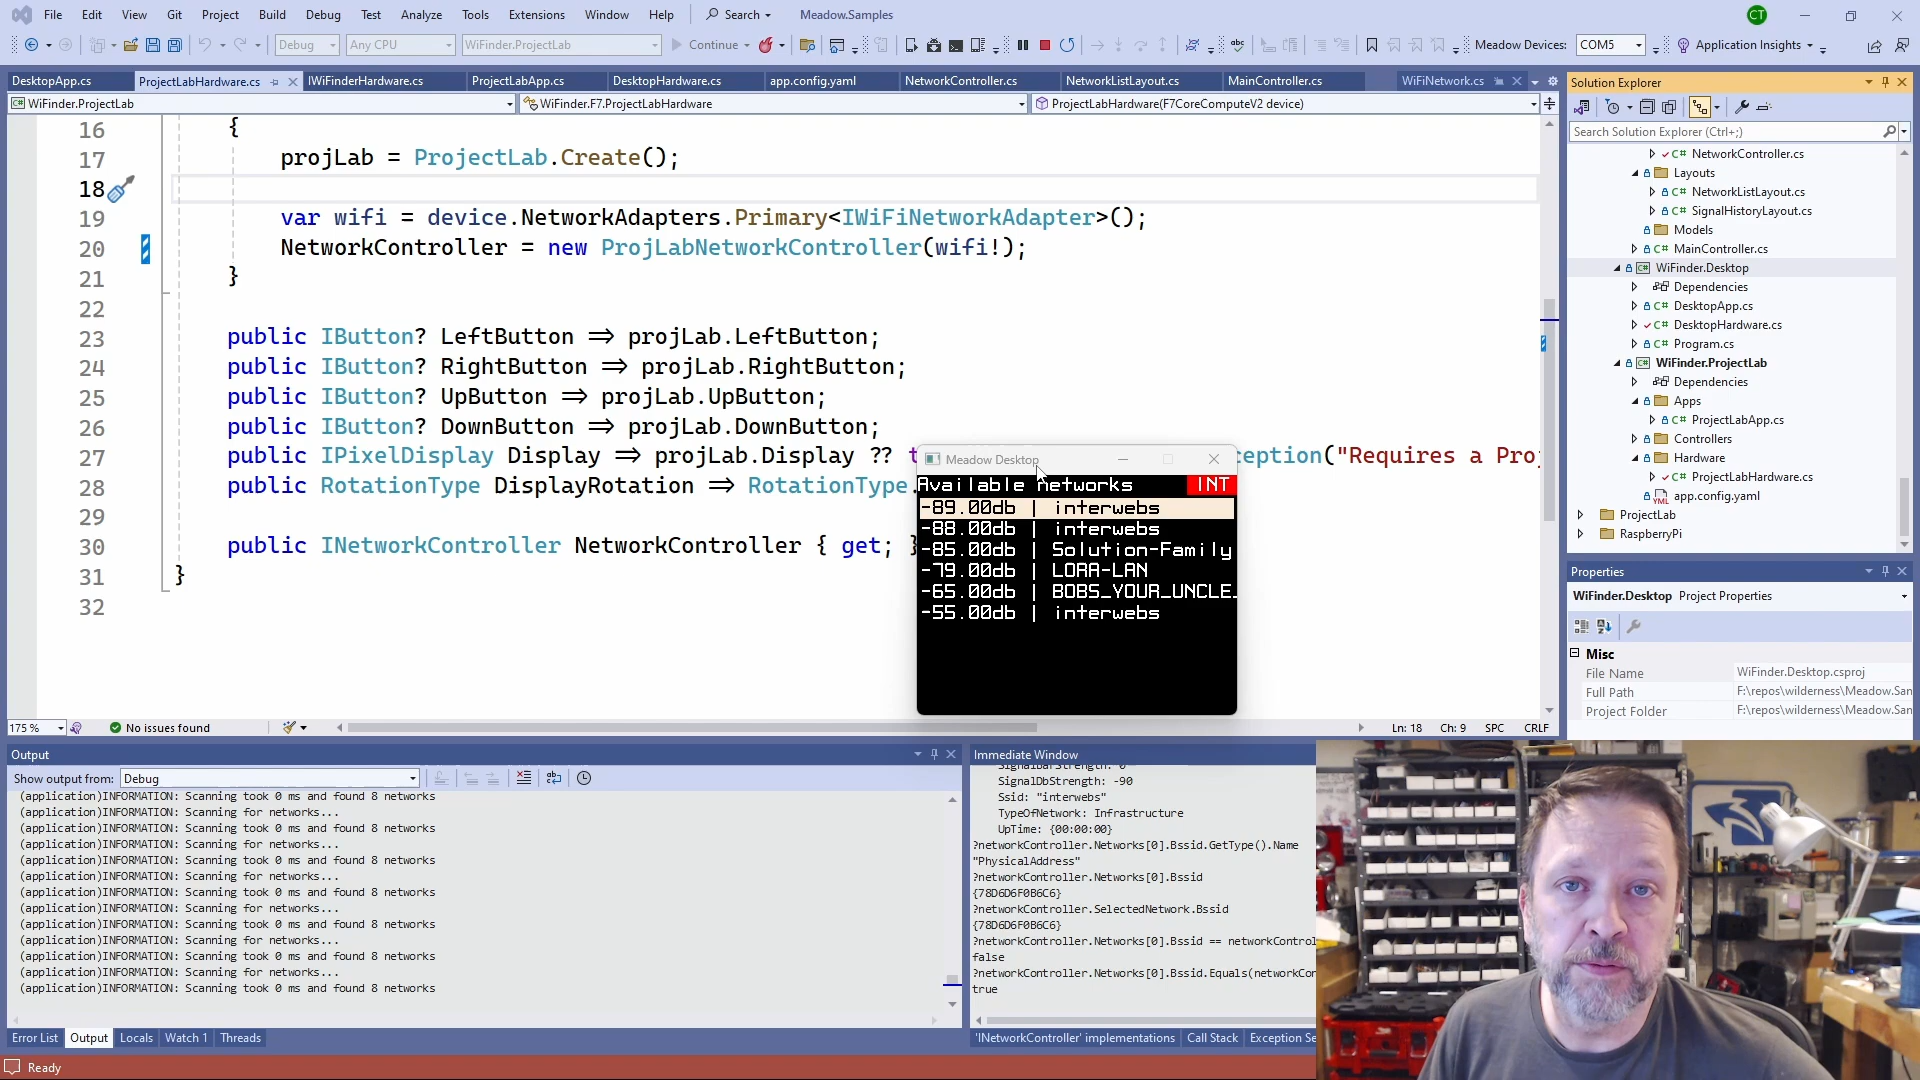 File Edit View Git Project Build Debug Test Analyze Tools Extensions Window Help Search Meadow.Samples CT
Debug Any CPU WiFinder.ProjectLab Continue Meadow Devices: COM5 Application Insights
DesktopApp.cs ProjectLabHardware.cs IWiFinderHardware.cs ProjectLabApp.cs DesktopHardware.cs app.config.yaml NetworkController.cs NetworkListLayout.cs MainController.cs WiFiNetwork.cs
WiFinder.ProjectLab WiFinder.F7.ProjectLabHardware ProjectLabHardware(F7CoreComputeV2 device)
16 {
17 projLab = ProjectLab.Create();
18
19 var wifi = device.NetworkAdapters.Primary<IWiFiNetworkAdapter>();
20 NetworkController = new ProjLabNetworkController(wifi!);
21 }
22
23 public IButton? LeftButton => projLab.LeftButton;
24 public IButton? RightButton => projLab.RightButton;
25 public IButton? UpButton => projLab.UpButton;
26 public IButton? DownButton => projLab.DownButton;
27 public IPixelDisplay Display => projLab.Display ?? t ception("Requires a Pro
28 public RotationType DisplayRotation => RotationType.
29
30 public INetworkController NetworkController { get; }
31 }
32
Meadow Desktop
Available networks INT
-89.00db | interwebs
-88.00db | interwebs
-85.00db | Solution-Family
-79.00db | LORA-LAN
-65.00db | BOBS_YOUR_UNCLE_
-55.00db | interwebs
175 % No issues found Ln: 18 Ch: 9 SPC CRLF
Output
Show output from: Debug
(application)INFORMATION: Scanning took 0 ms and found 8 networks
(application)INFORMATION: Scanning for networks...
(application)INFORMATION: Scanning took 0 ms and found 8 networks
(application)INFORMATION: Scanning for networks...
(application)INFORMATION: Scanning took 0 ms and found 8 networks
(application)INFORMATION: Scanning for networks...
(application)INFORMATION: Scanning took 0 ms and found 8 networks
(application)INFORMATION: Scanning for networks...
(application)INFORMATION: Scanning took 0 ms and found 8 networks
(application)INFORMATION: Scanning for networks...
(application)INFORMATION: Scanning took 0 ms and found 8 networks
(application)INFORMATION: Scanning for networks...
(application)INFORMATION: Scanning took 0 ms and found 8 networks
Error List Output Locals Watch 1 Threads
Immediate Window
SignalBarStrength: 0
SignalDbStrength: -90
Ssid: "interwebs"
TypeOfNetwork: Infrastructure
UpTime: {00:00:00}
?networkController.Networks[0].Bssid.GetType().Name
"PhysicalAddress"
?networkController.Networks[0].Bssid
{78D6D6F0B6C6}
?networkController.SelectedNetwork.Bssid
{78D6D6F0B6C6}
?networkController.Networks[0].Bssid == networkControl
false
?networkController.Networks[0].Bssid.Equals(networkCon
true
'INetworkController' implementations Call Stack Exception Se
Ready
Solution Explorer
Search Solution Explorer (Ctrl+;)
C# NetworkController.cs
Layouts
C# NetworkListLayout.cs
C# SignalHistoryLayout.cs
Models
C# MainController.cs
WiFinder.Desktop
Dependencies
C# DesktopApp.cs
C# DesktopHardware.cs
C# Program.cs
WiFinder.ProjectLab
Dependencies
Apps
C# ProjectLabApp.cs
Controllers
Hardware
C# ProjectLabHardware.cs
YML app.config.yaml
ProjectLab
RaspberryPi
Properties
WiFinder.Desktop Project Properties
Misc
File Name WiFinder.Desktop.csproj
Full Path F:\repos\wilderness\Meadow.San
Project Folder F:\repos\wilderness\Meadow.San